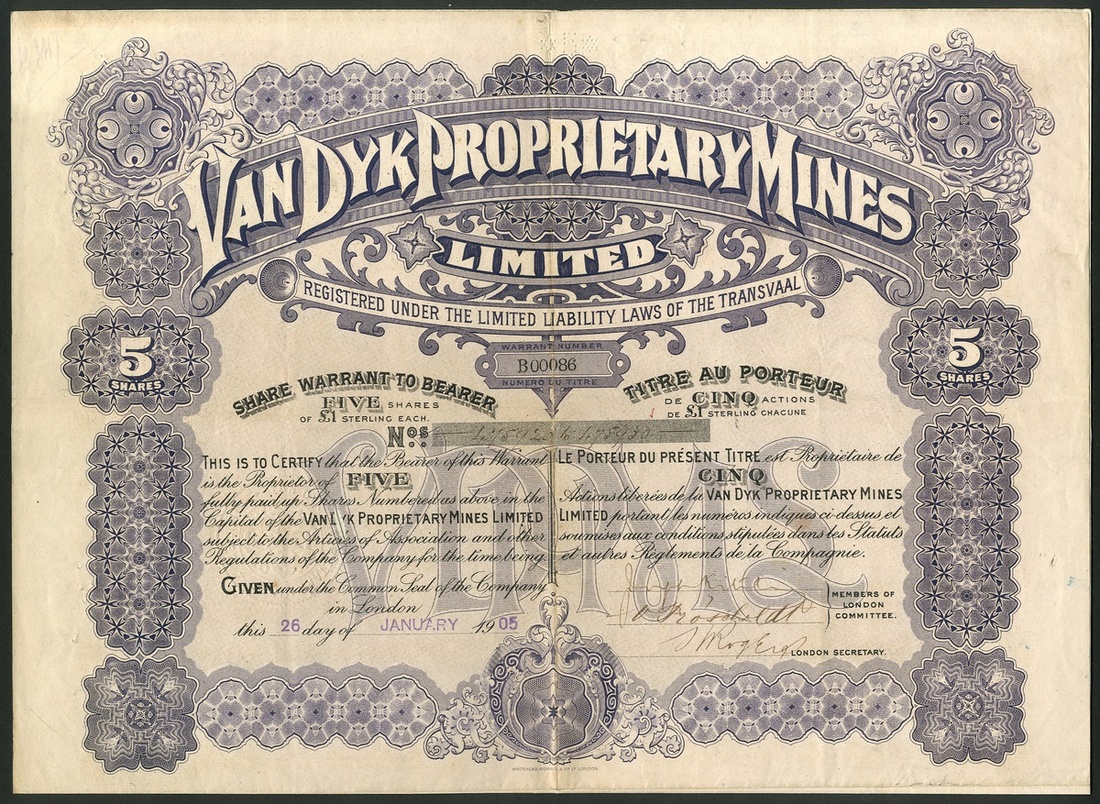 VAN DYK PROPRIETARY MINES
LIMITED
REGISTERED UNDER THE LIMITED LIABILITY LAWS OF THE TRANSVAAL
5
SHARES
5
SHARES
WARRANT NUMBER
B00086
NUMERO DU TITRE
SHARE WARRANT TO BEARER
FIVE SHARES
OF £1 STERLING EACH.
TITRE AU PORTEUR
DE CINQ ACTIONS
DE £1 STERLING CHACUNE
Nos.
THIS IS TO CERTIFY that the Bearer of this Warrant
is the Proprietor of FIVE
fully paid up Shares. Numbered as above in the
Capital of the VAN DYK PROPRIETARY MINES LIMITED
subject to the Articles of Association and other
Regulations of the Company for the time being
GIVEN under the Common Seal of the Company
in London
this 26 day of JANUARY 1905
LE PORTEUR DU PRÉSENT TITRE est Propriétaire de
CINQ
Actions libérées de la VAN DYK PROPRIETARY MINES
LIMITED portant les numéros indiqués ci-dessus, et
soumises aux conditions stipulées dans les Statuts
et autres Règlements de la Compagnie.
MEMBERS OF
LONDON
COMMITTEE.
LONDON SECRETARY.